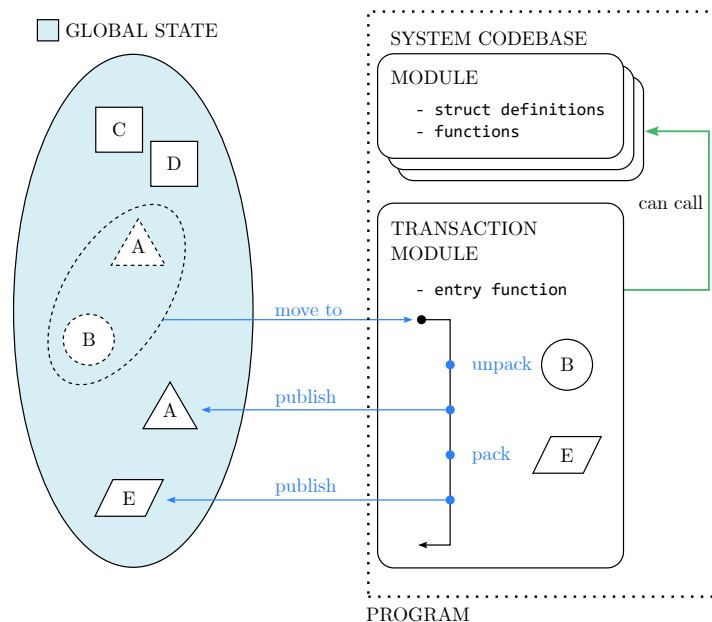 GLOBAL STATE
C
D
A
B
A
E
move to
publish
publish
SYSTEM CODEBASE
MODULE
- struct definitions
- functions
can call
TRANSACTION
MODULE
- entry function
unpack
B
pack
E
PROGRAM